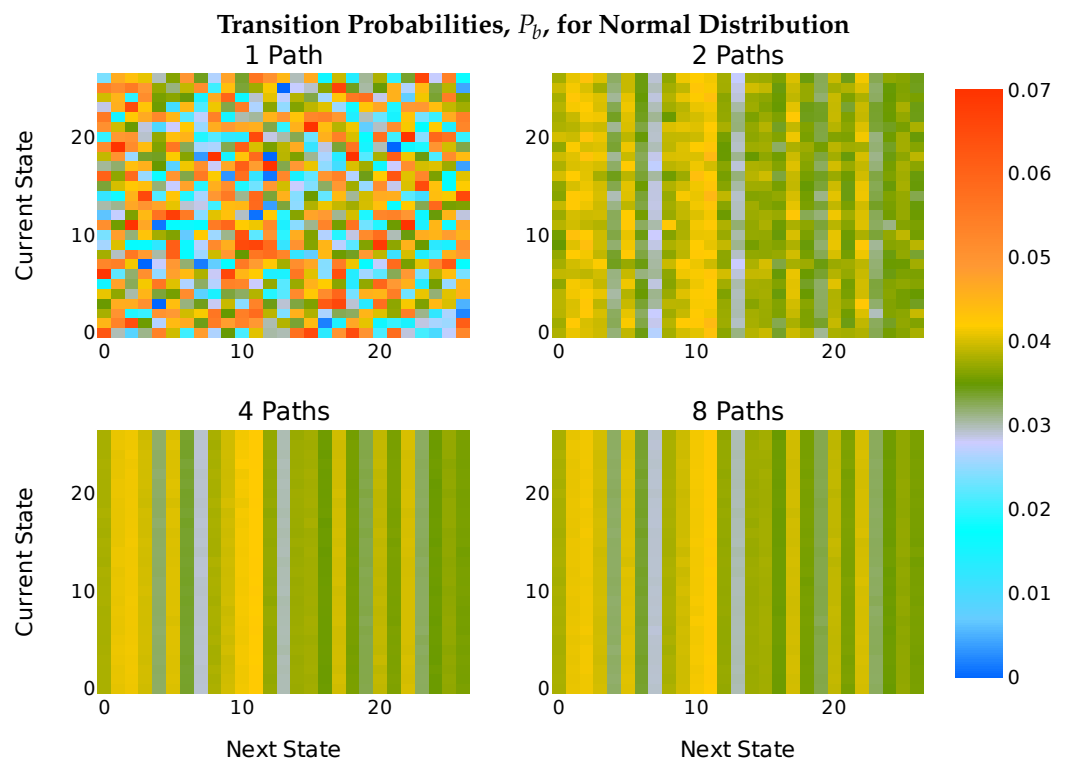 Transition Probabilities, P_b, for Normal Distribution
1 Path
2 Paths
Current State
20
10
0
0 10 20
20
10
0
0 10 20
4 Paths
8 Paths
Current State
20
10
0
0 10 20
20
10
0
0 10 20
Next State
Next State
0.07
0.06
0.05
0.04
0.03
0.02
0.01
0